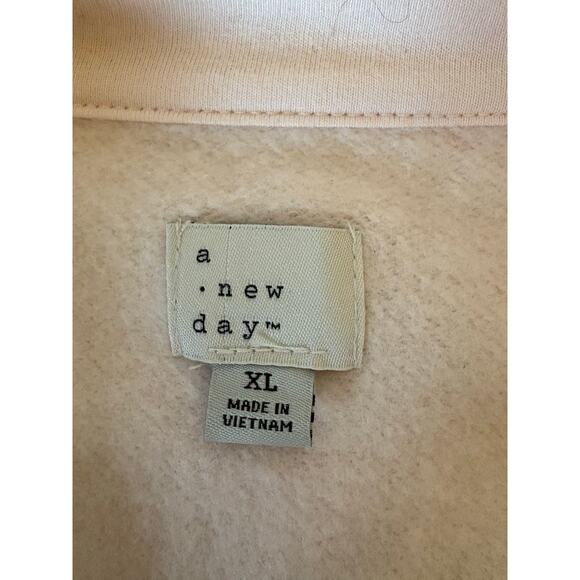 a
· new
day™
XL
MADE IN
VIETNAM